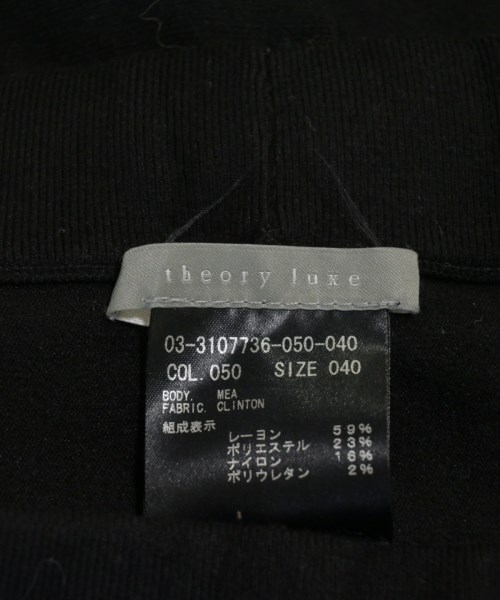 theory luxe
03-3107736-050-040
COL. 050 SIZE 040
BODY. MEA
FABRIC. CLINTON
組成表示
レーヨン 59%
ポリエステル 23%
ナイロン 16%
ポリウレタン 2%